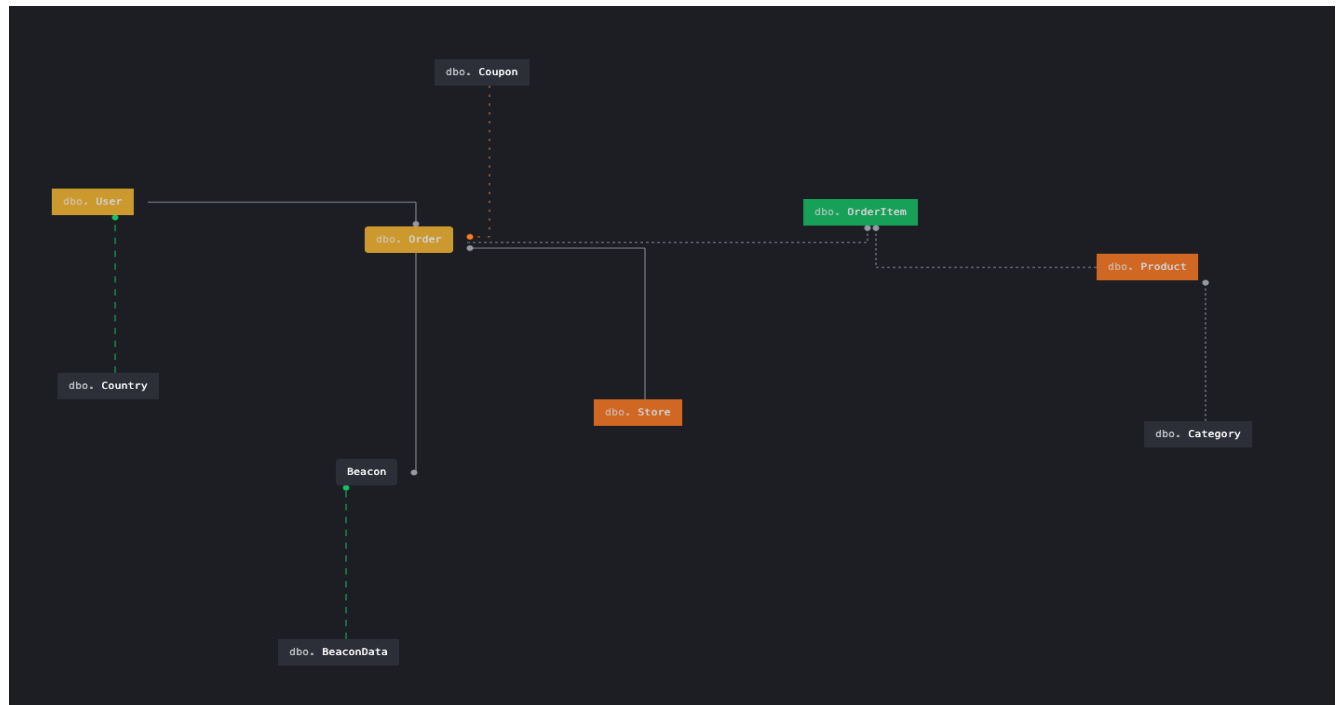 dbo. Coupon
dbo. User
dbo. OrderItem
dbo. Order
dbo. Product
dbo. Country
dbo. Store
dbo. Category
Beacon
dbo. BeaconData